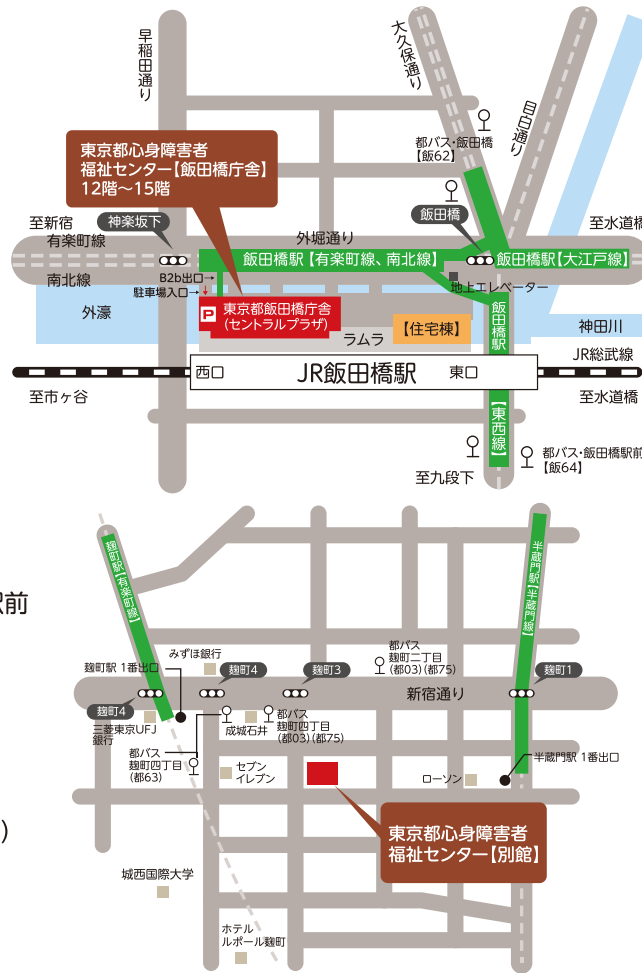 早稲田通り
大久保通り
目白通り
都バス・飯田橋
【飯62】
東京都心身障害者
福祉センター【飯田橋庁舎】
12階〜15階
至新宿
神楽坂下
外堀通り
飯田橋
至水道橋
有楽町線
飯田橋駅【有楽町線、南北線】
飯田橋駅【大江戸線】
南北線
B2b出口→
駐車場入口→
地上エレベーター
外濠
P
東京都飯田橋庁舎
(セントラルプラザ)
【住宅棟】
ラムラ
飯田橋駅
【東西線】
神田川
JR総武線
西口
JR飯田橋駅
東口
至市ヶ谷
至水道橋
都バス・飯田橋駅前
【飯64】
至九段下
麹町駅【有楽町線】
半蔵門駅【半蔵門線】
駅前
みずほ銀行
都バス
麹町二丁目
(都03)(都75)
麹町駅 1番出口
麹町4
麹町3
麹町1
新宿通り
麹町4
三菱東京UFJ
銀行
成城石井
都バス
麹町四丁目
(都03)(都75)
都バス
麹町四丁目
(都63)
セブン
イレブン
半蔵門駅 1番出口
ローソン
)
東京都心身障害者
福祉センター【別館】
城西国際大学
ホテル
ルポール麹町